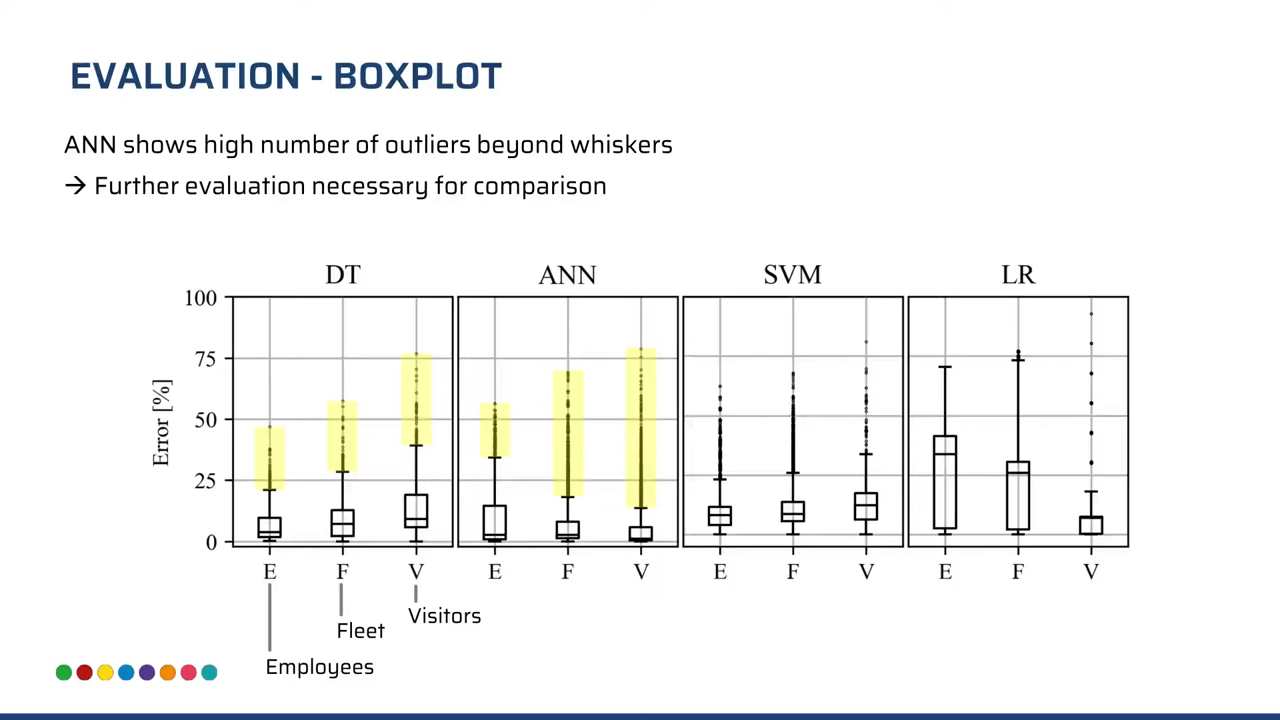 EVALUATION - BOXPLOT
ANN shows high number of outliers beyond whiskers
→ Further evaluation necessary for comparison
DT ANN SVM LR
Error [%]
100
75
50
25
0
E F V E F V E F V E F V
Visitors
Fleet
Employees